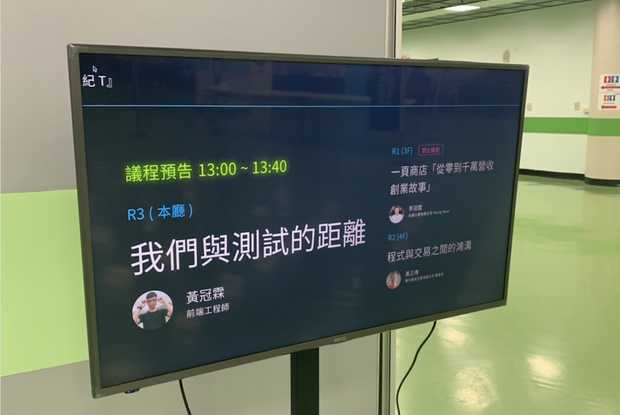 紀 T』
議程預告 13:00 ~ 13:40
R3 ( 本廳 )
我們與測試的距離
黃冠霖
前端工程師
R1 (3F)
一頁商店「從零到千萬營收
創業故事」
R2 (4F)
程式與交易之間的鴻溝